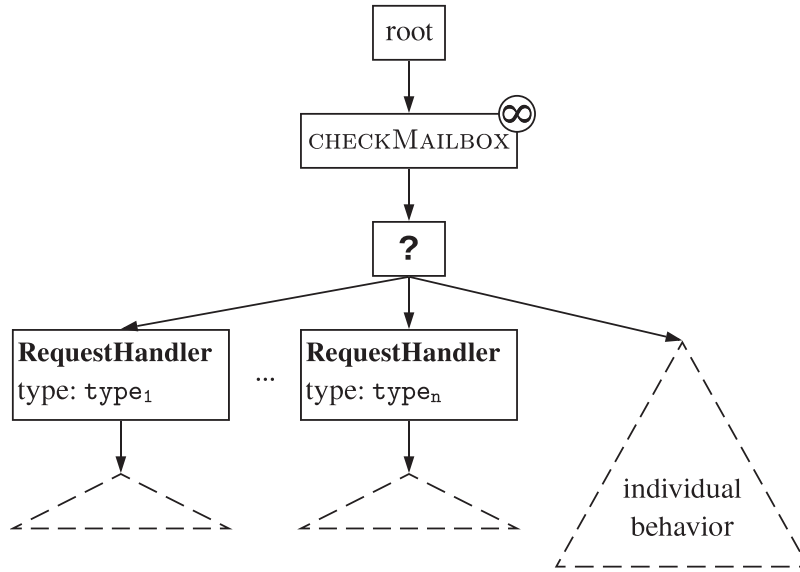 root
∞
CHECKMAILBOX
?
RequestHandler
type: type₁
...
RequestHandler
type: typeₙ
individual
behavior